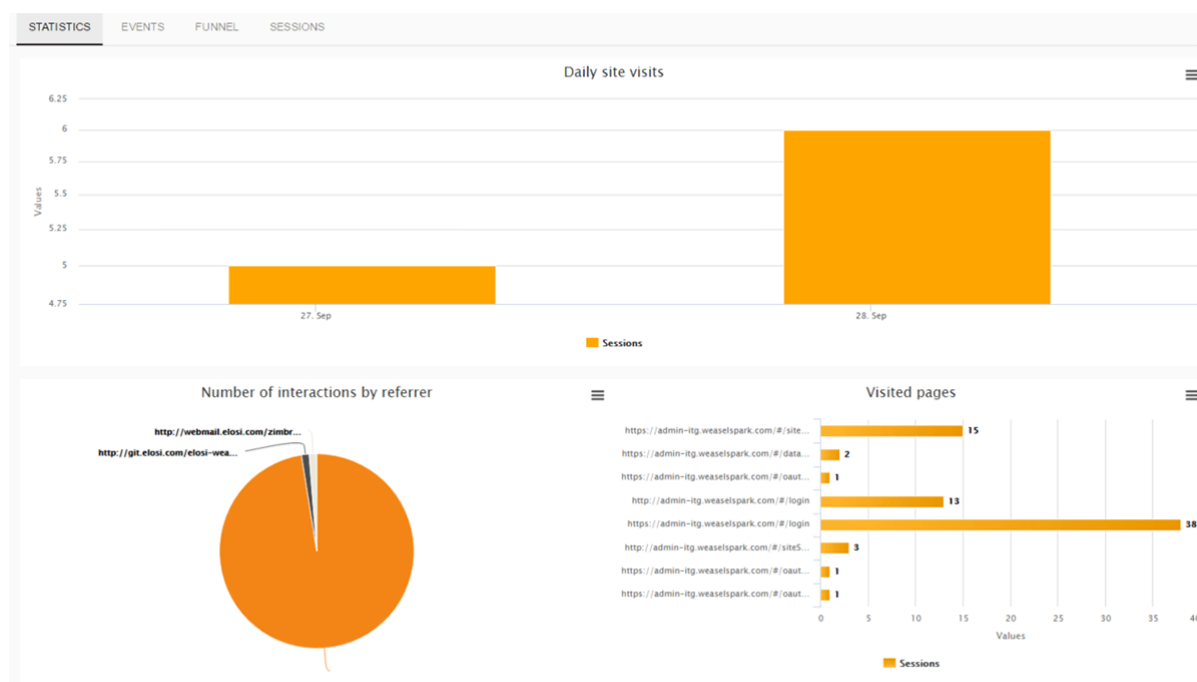 STATISTICS EVENTS FUNNEL SESSIONS
Daily site visits
6.25
6
5.75
5.5
5.25
5
4.75
Values
27. Sep 28. Sep
Sessions
Number of interactions by referrer
http://webmail.elosi.com/zimbr...
http://git.elosi.com/elosi-wea...
Visited pages
https://admin-itg.weaselspark.com/#/site... 15
https://admin-itg.weaselspark.com/#/data... 2
https://admin-itg.weaselspark.com/#/oaut... 1
http://admin-itg.weaselspark.com/#/login 13
https://admin-itg.weaselspark.com/#/login 38
http://admin-itg.weaselspark.com/#/siteS... 3
https://admin-itg.weaselspark.com/#/oaut... 1
https://admin-itg.weaselspark.com/#/oaut... 1
0 5 10 15 20 25 30 35 40
Values
Sessions